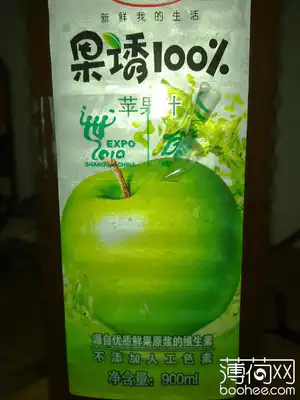 新鲜我的生活
果琇100%
苹果汁
EXPO
2010
SHANGHAI CHINA
源自优质鲜果原浆的维生素
不添加人工色素
净含量: 900ml
薄荷网
boohee.com